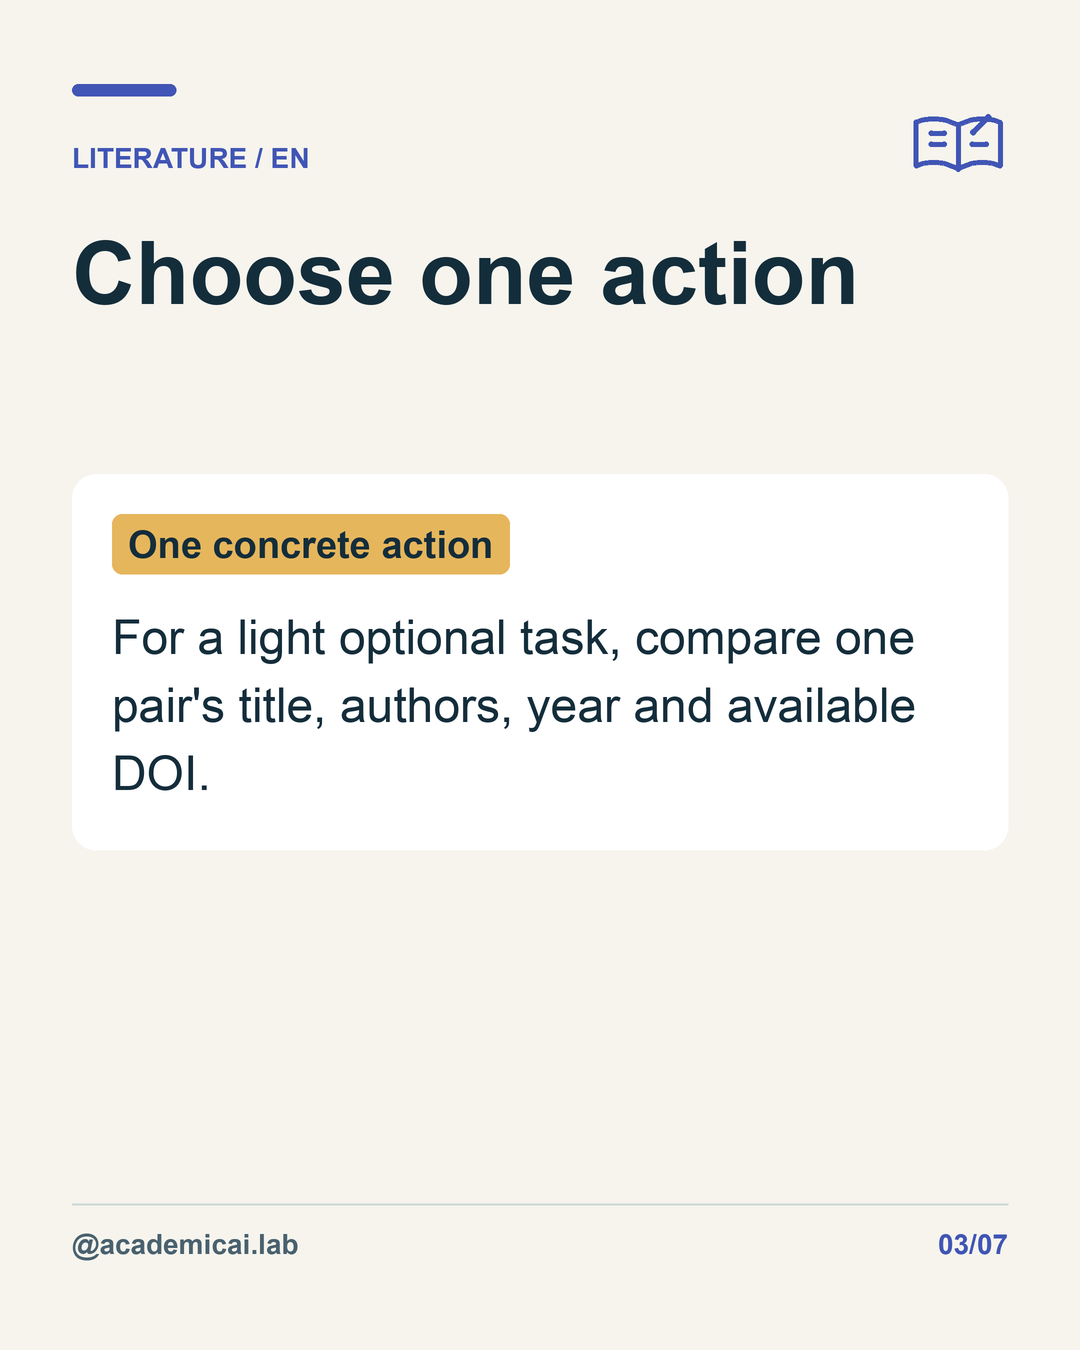 LITERATURE / EN
Choose one action
One concrete action
For a light optional task, compare one
pair's title, authors, year and available
DOI.
@academicai.lab
03/07